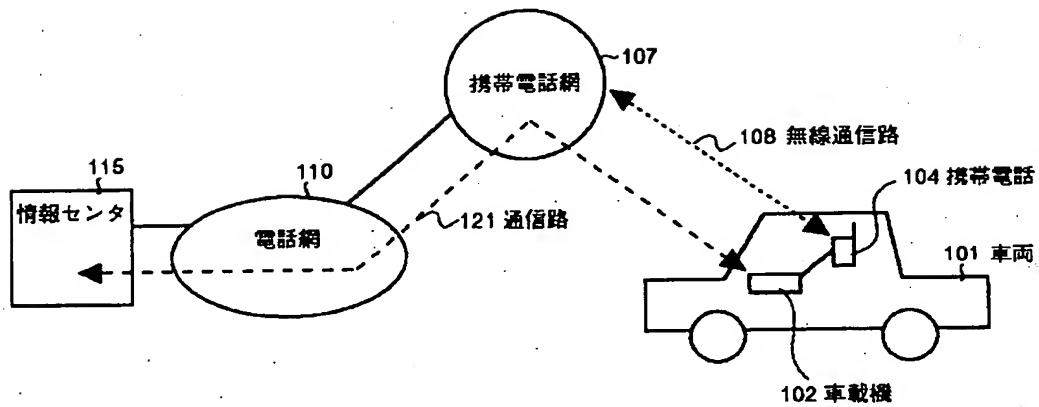 107
携帯電話網
108 無線通信路
115
110
104 携帯電話
情報センタ
電話網
121 通信路
101 車両
102 車載機